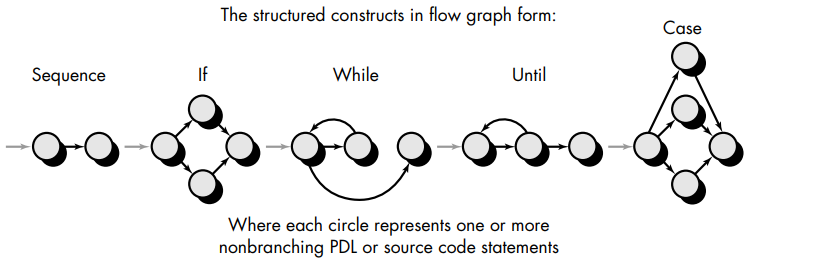 The structured constructs in flow graph form:
Case
Sequence
If
While
Until
Where each circle represents one or more
nonbranching PDL or source code statements